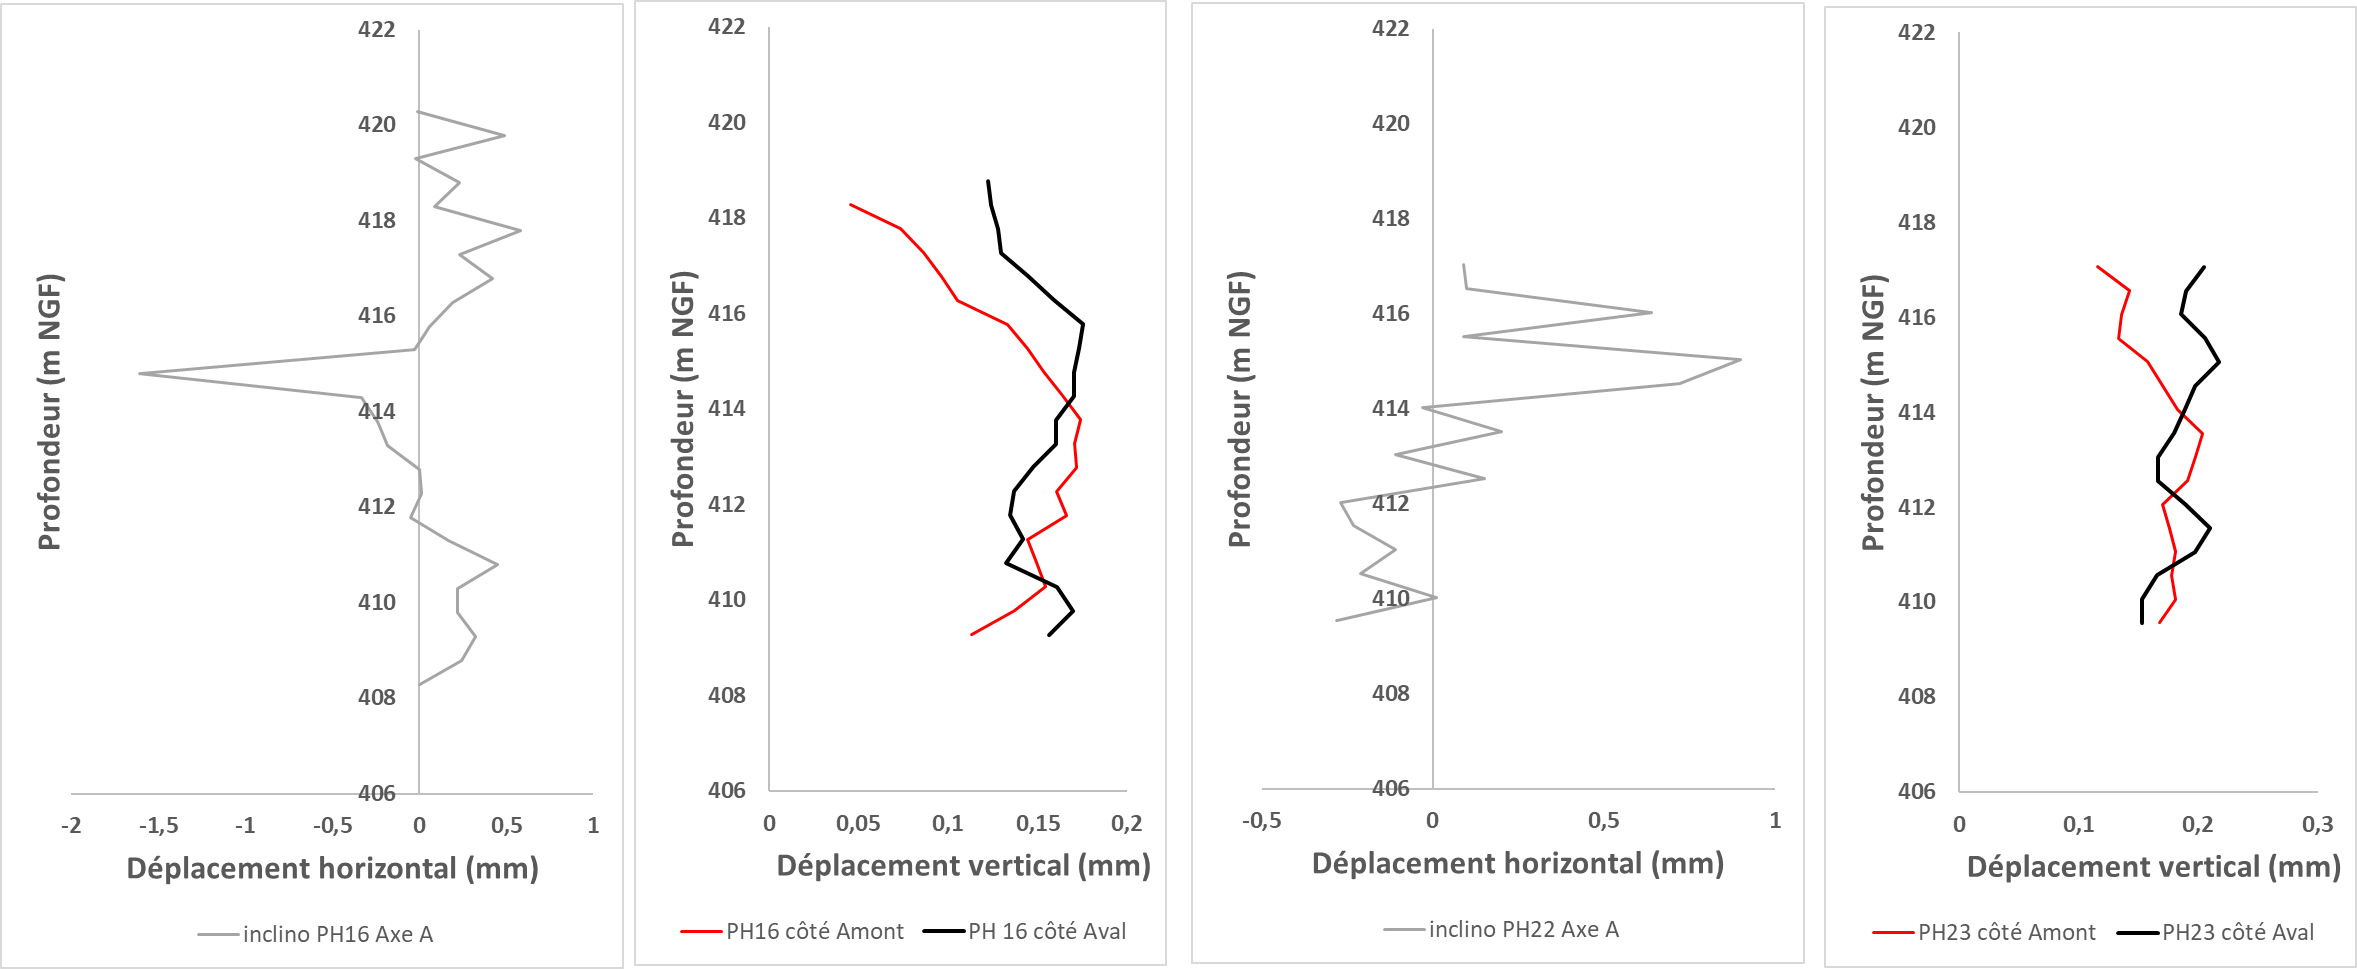 422
420
418
416
414
412
410
408
406
-2 -1,5 -1 -0,5 0 0,5 1
Profondeur (m NGF)
Déplacement horizontal (mm)
inclino PH16 Axe A
422
420
418
416
414
412
410
408
406
0 0,05 0,1 0,15 0,2
Profondeur (m NGF)
Déplacement vertical (mm)
PH16 côté Amont PH 16 côté Aval
422
420
418
416
414
412
410
408
406
-0,5 0 0,5 1
Profondeur (m NGF)
Déplacement horizontal (mm)
inclino PH22 Axe A
422
420
418
416
414
412
410
408
406
0 0,1 0,2 0,3
Profondeur (m NGF)
Déplacement vertical (mm)
PH23 côté Amont PH23 côté Aval